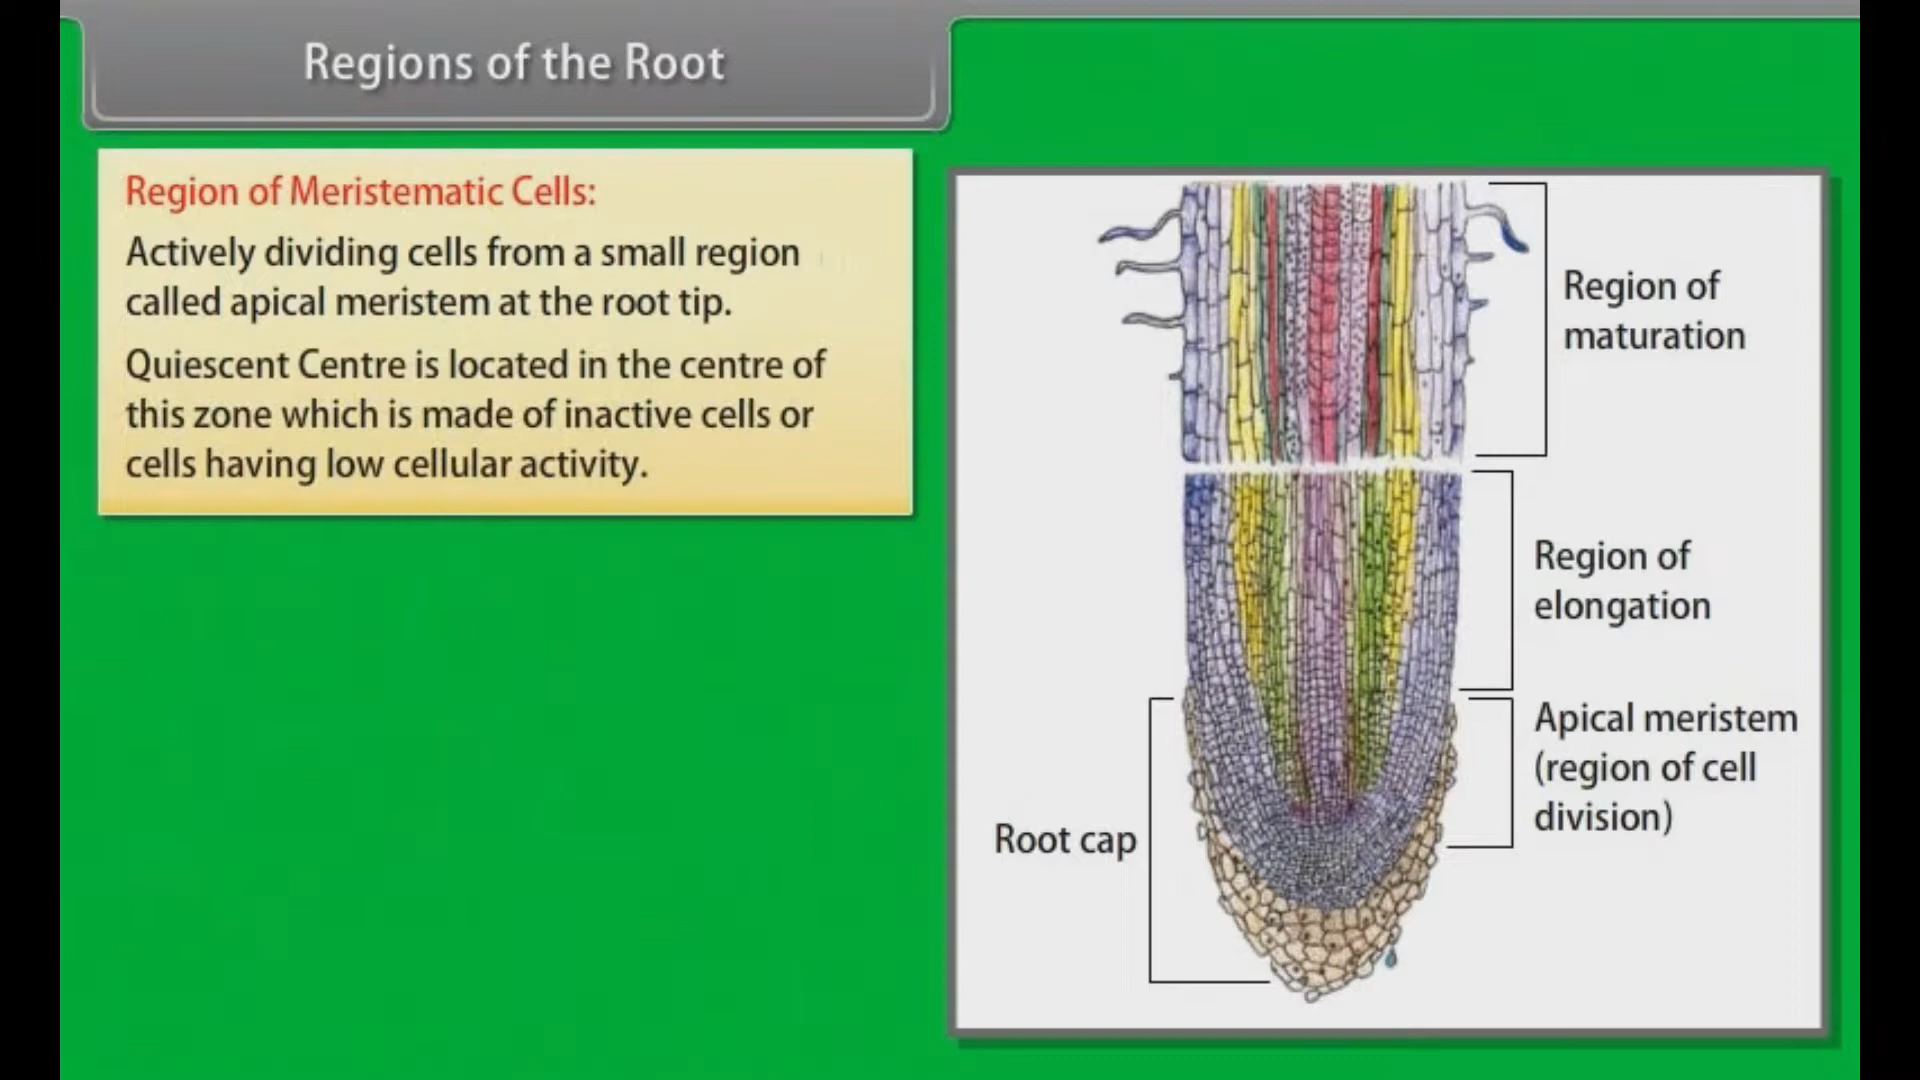 Regions of the Root
Region of Meristematic Cells:
Actively dividing cells from a small region
called apical meristem at the root tip.
Quiescent Centre is located in the centre of
this zone which is made of inactive cells or
cells having low cellular activity.
Region of
maturation
Region of
elongation
Apical meristem
(region of cell
division)
Root cap